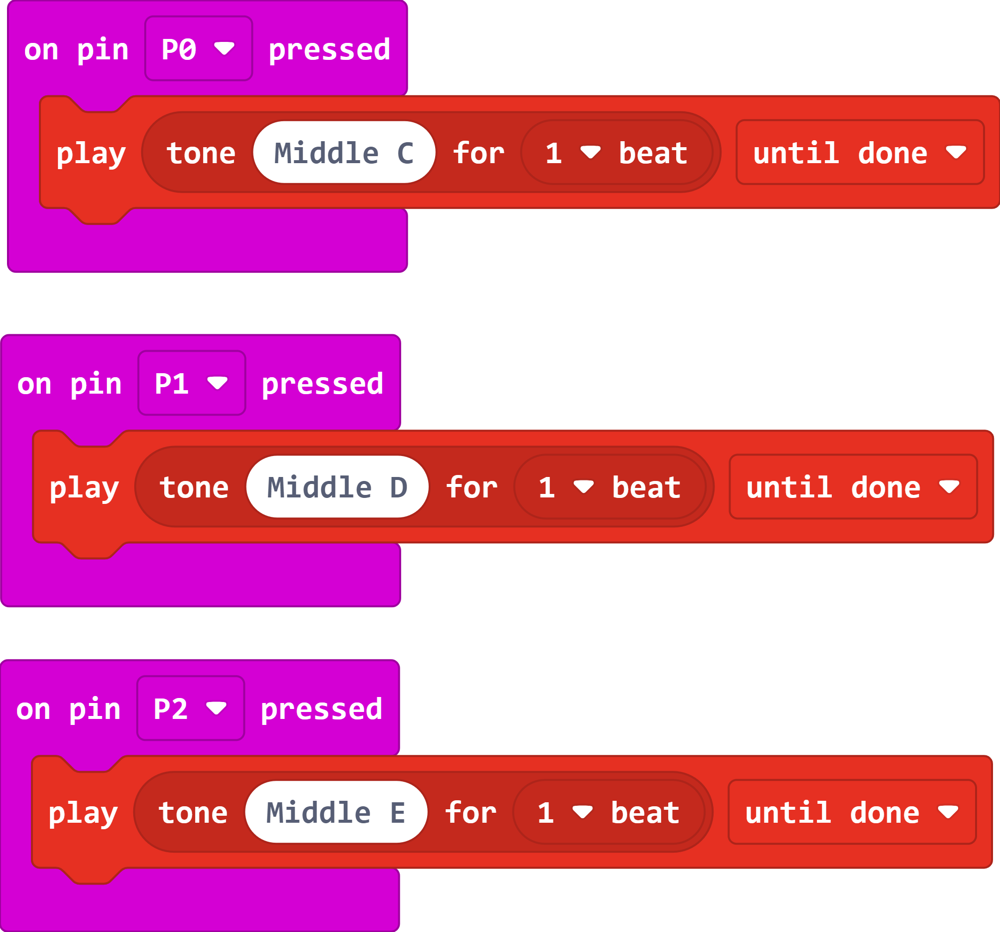 on pin P0 pressed
play tone Middle C for 1 beat until done
on pin P1 pressed
play tone Middle D for 1 beat until done
on pin P2 pressed
play tone Middle E for 1 beat until done